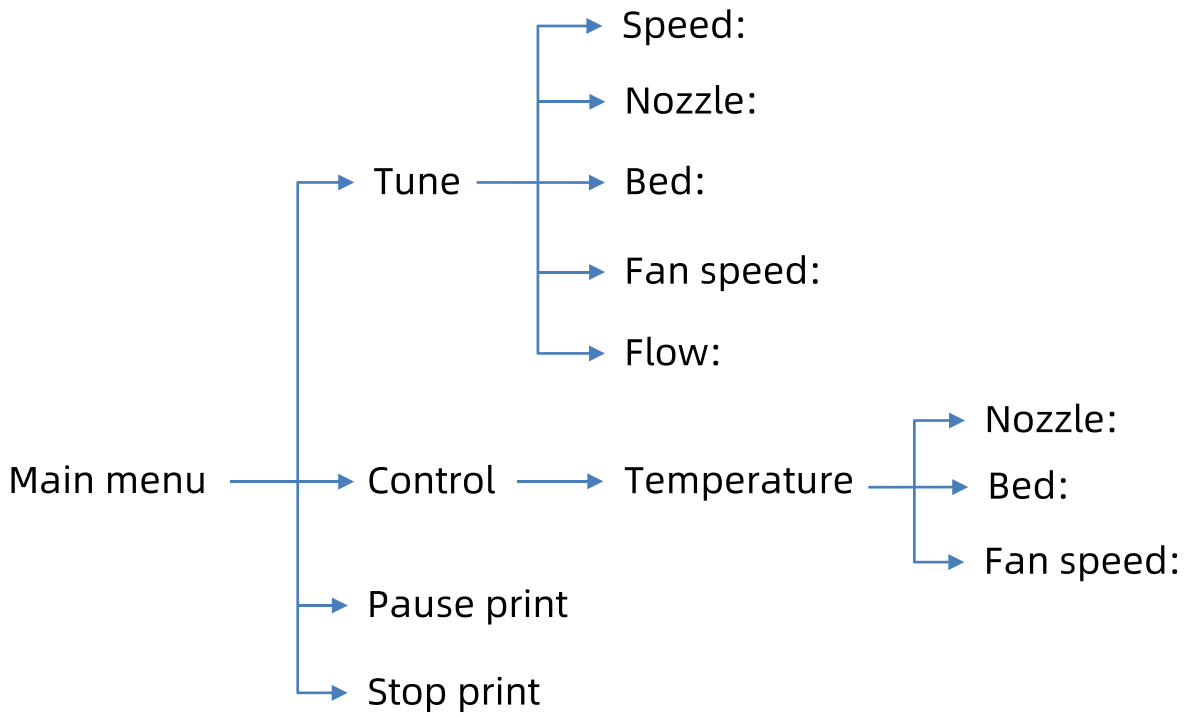 Speed:
Nozzle:
Tune
Bed:
Fan speed:
Flow:
Nozzle:
Main menu
Control
Temperature
Bed:
Fan speed:
Pause print
Stop print